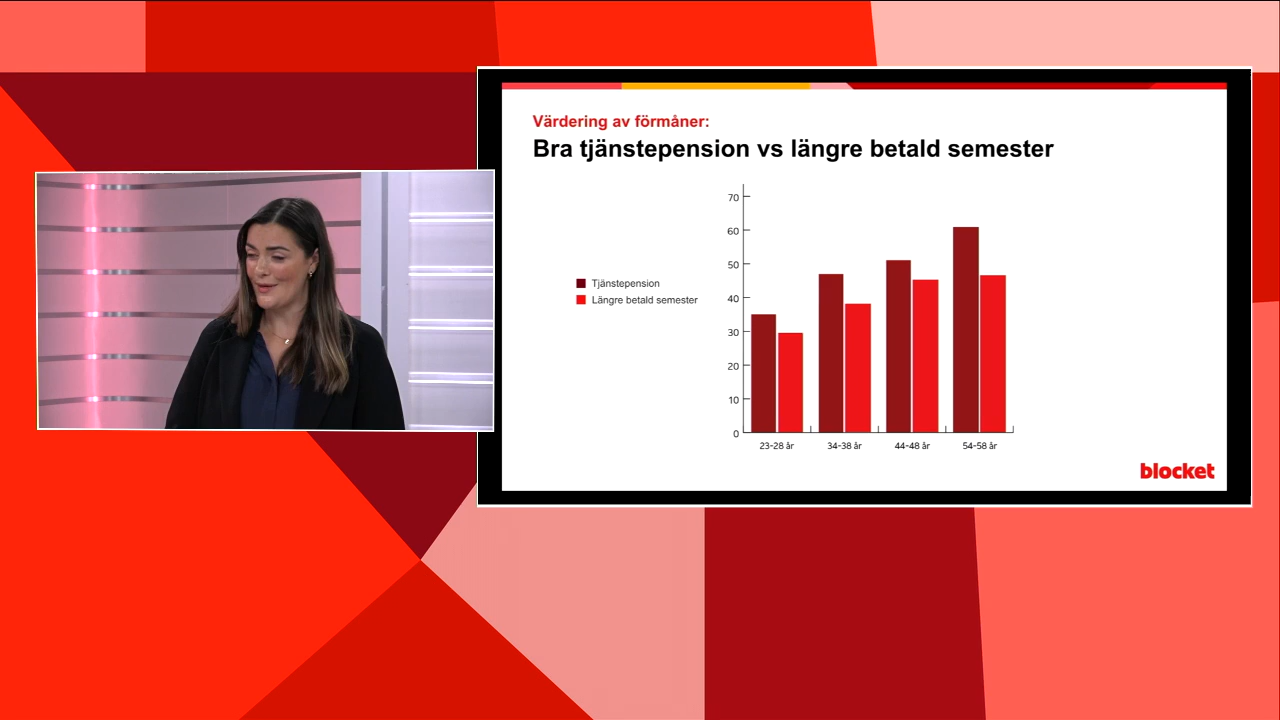 Värdering av förmåner:
Bra tjänstepension vs längre betald semester
Tjänstepension
Längre betald semester
70
60
50
40
30
20
10
0
23-28 år 34-38 år 44-48 år 54-58 år
blocket